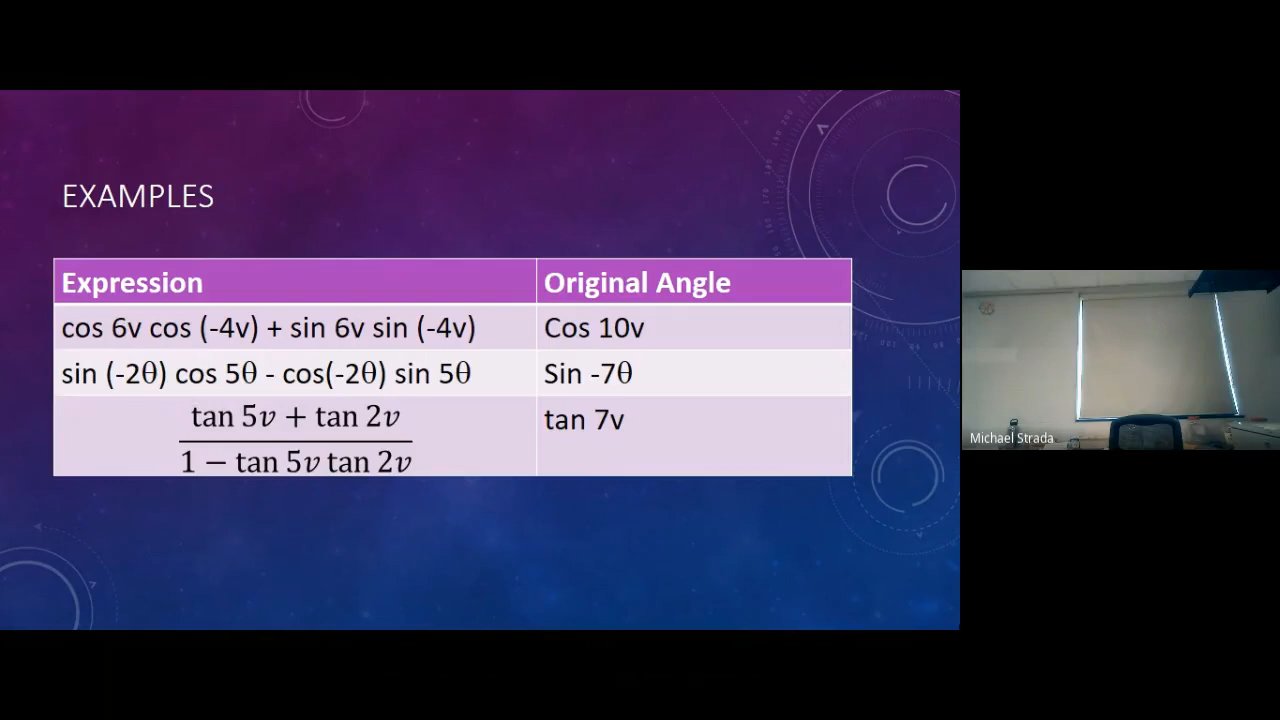 EXAMPLES
Expression Original Angle
cos 6v cos (-4v) + sin 6v sin (-4v) Cos 10v
sin (-2θ) cos 5θ - cos(-2θ) sin 5θ Sin -7θ
tan 5v + tan 2v tan 7v
1 − tan 5v tan 2v
Michael Strada